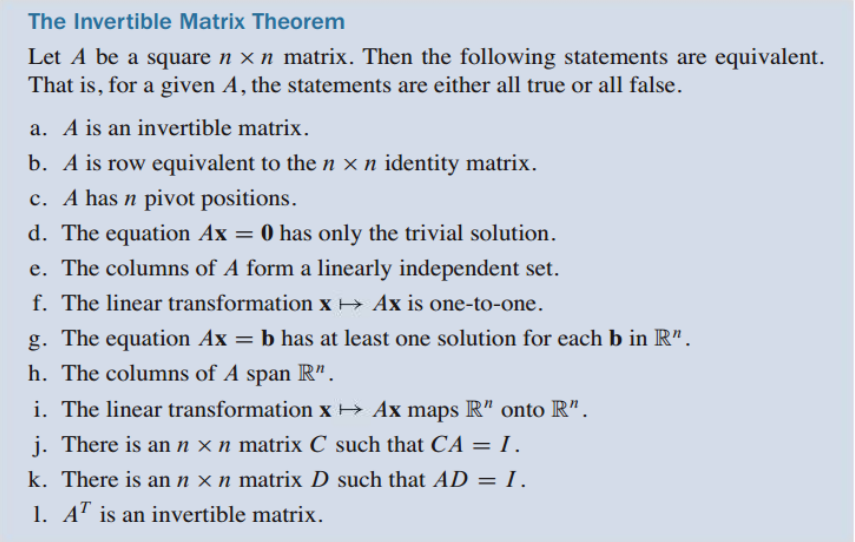 The Invertible Matrix Theorem
Let A be a square n × n matrix. Then the following statements are equivalent.
That is, for a given A, the statements are either all true or all false.
a. A is an invertible matrix.
b. A is row equivalent to the n × n identity matrix.
c. A has n pivot positions.
d. The equation Ax = 0 has only the trivial solution.
e. The columns of A form a linearly independent set.
f. The linear transformation x ↦ Ax is one-to-one.
g. The equation Ax = b has at least one solution for each b in ℝⁿ.
h. The columns of A span ℝⁿ.
i. The linear transformation x ↦ Ax maps ℝⁿ onto ℝⁿ.
j. There is an n × n matrix C such that CA = I.
k. There is an n × n matrix D such that AD = I.
l. Aᵀ is an invertible matrix.